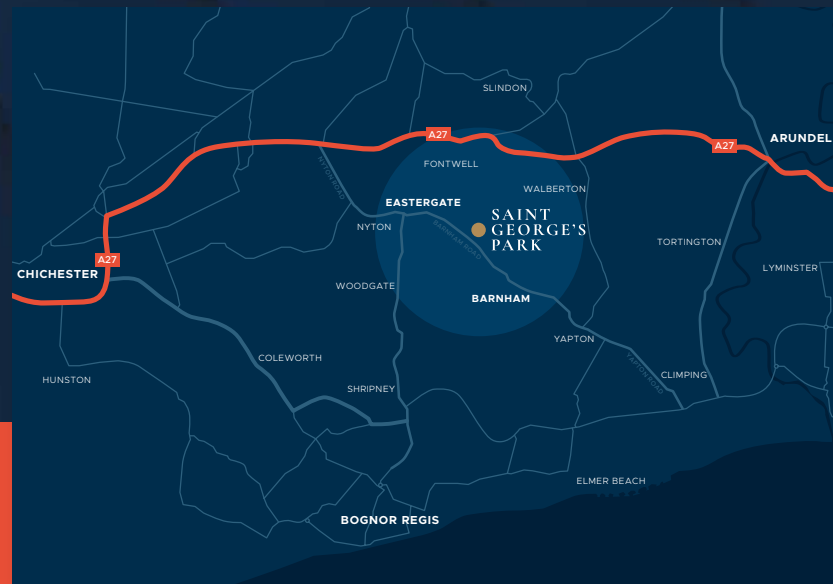 SLINDON
A27
A27
ARUNDEL
FONTWELL
NYTON ROAD
WALBERTON
EASTERGATE
SAINT
GEORGE'S
PARK
NYTON
BARNHAM ROAD
TORTINGTON
A27
CHICHESTER
LYMINSTER
WOODGATE
BARNHAM
YAPTON
COLEWORTH
YAPTON ROAD
CLIMPING
HUNSTON
SHRIPNEY
ELMER BEACH
BOGNOR REGIS